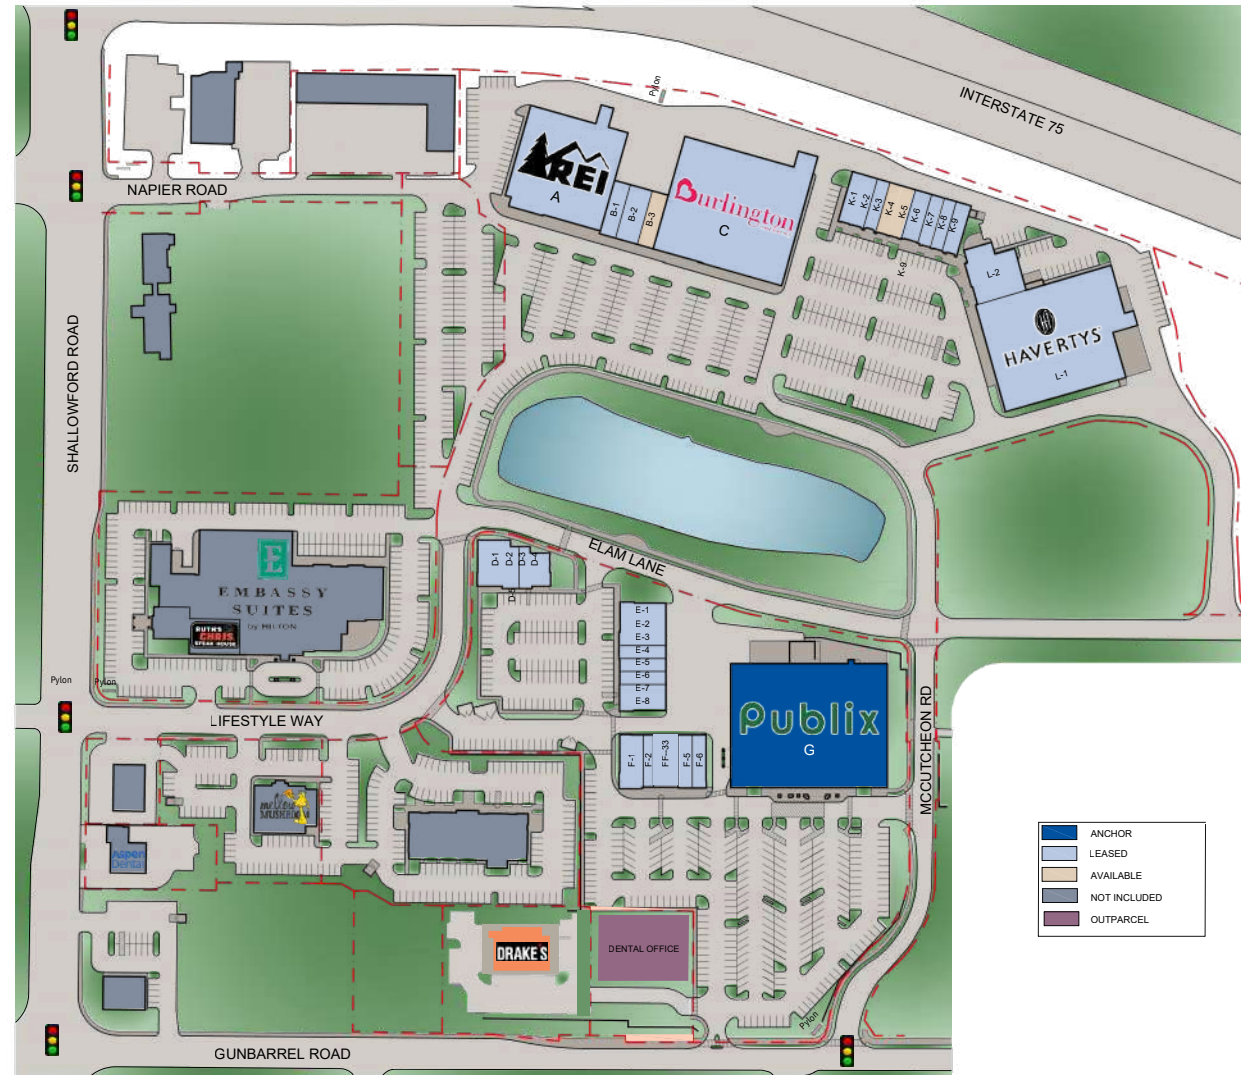 INTERSTATE 75
Pylon
NAPIER ROAD
REI
A
B-1
B-2
B-3
Burlington
C
K-1
K-2
K-3
K-4
K-5
K-6
K-7
K-8
K-9
K-9
L-2
HAVERTYS
L-1
SHALLOWFORD ROAD
E
EMBASSY
SUITES
by HILTON
RUTH'S
CHRIS
STEAK HOUSE
ELAM LANE
D-1
D-2
D-3
D-4
D-5
E-1
E-2
E-3
E-4
E-5
E-6
E-7
E-8
Pylon
Pylon
LIFESTYLE WAY
Publix
G
MCCUTCHEON RD
F-1
F-2
FF--33
F-5
F-6
mellow
mushroom
Aspen
Dental
ANCHOR
LEASED
AVAILABLE
NOT INCLUDED
OUTPARCEL
DRAKE'S
DENTAL OFFICE
Pylon
GUNBARREL ROAD